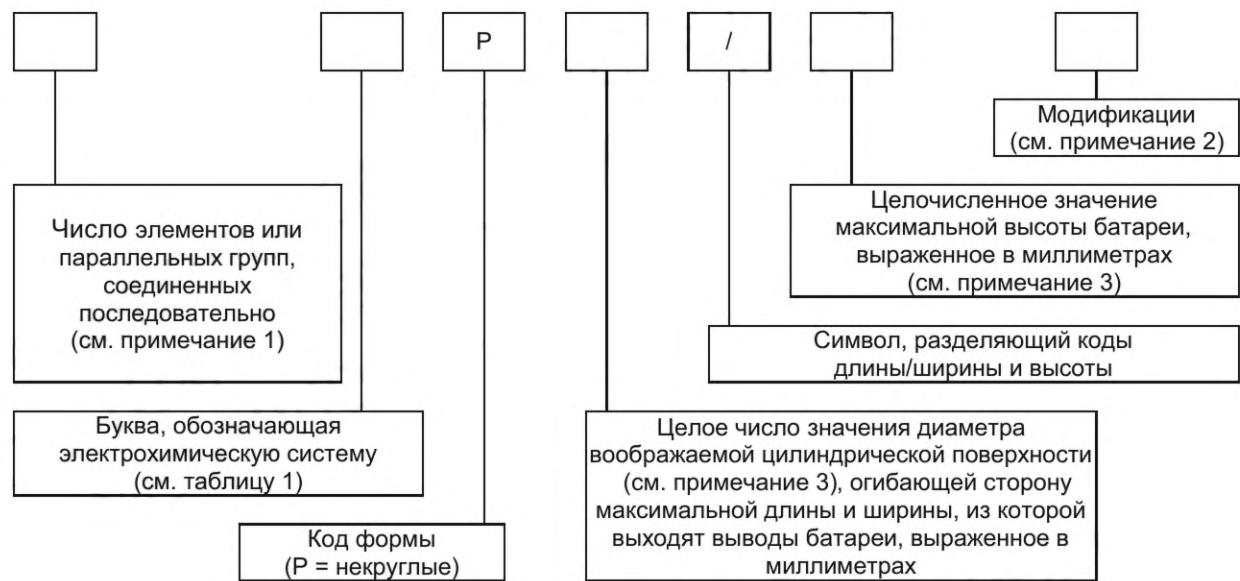 P
/
Модификации
(см. примечание 2)
Число элементов или
параллельных групп,
соединенных
последовательно
(см. примечание 1)
Целочисленное значение
максимальной высоты батареи,
выраженное в миллиметрах
(см. примечание 3)
Символ, разделяющий коды
длины/ширины и высоты
Буква, обозначающая
электрохимическую систему
(см. таблицу 1)
Целое число значения диаметра
воображаемой цилиндрической поверхности
(см. примечание 3), огибающей сторону
максимальной длины и ширины, из которой
выходят выводы батареи, выраженное в
миллиметрах
Код формы
(P = некруглые)